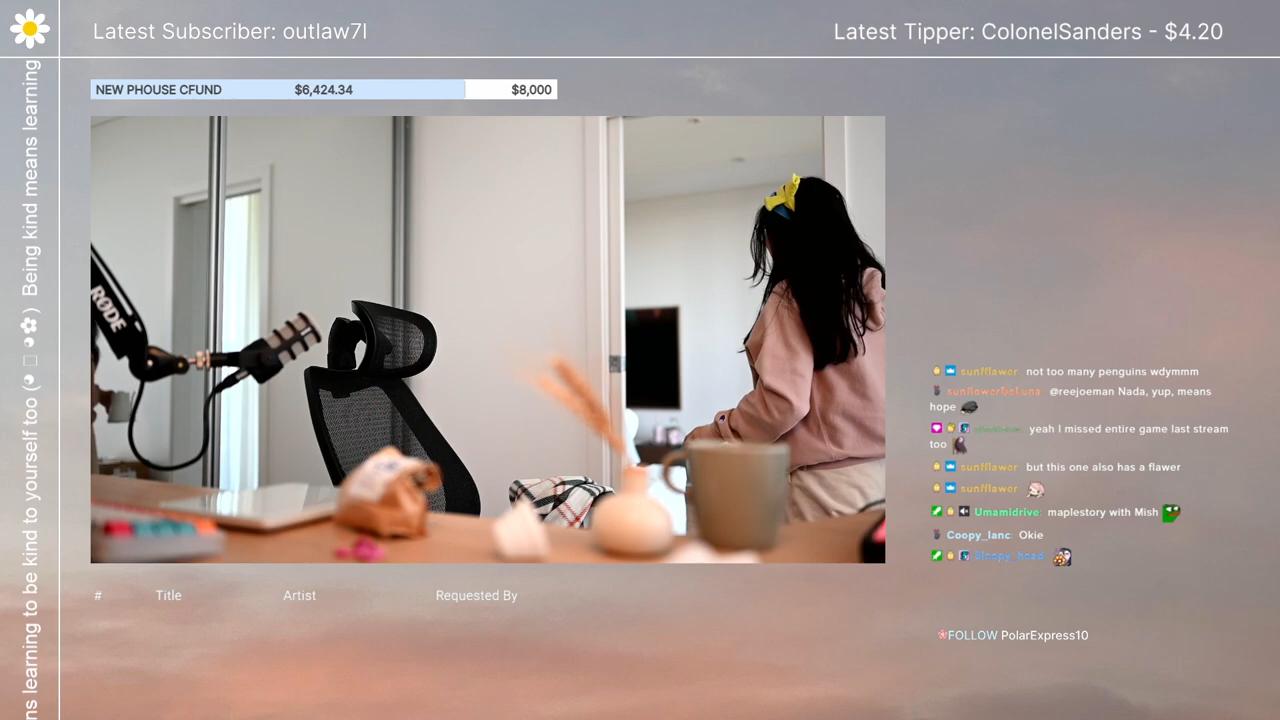 Latest Subscriber: outlaw7l
Latest Tipper: ColonelSanders - $4.20
ns learning to be kind to yourself too (◕ □ ◕✿) Being kind means learning
NEW PHOUSE CFUND $6,424.34 $8,000
RODE
sunfflawer not too many penguins wdymmm
sunflowerDeLuna @reejoeman Nada, yup, means
hope
yeah I missed entire game last stream
too
sunfflawer but this one also has a flawer
sunfflawer
Umamidrive: maplestory with Mish
Coopy_lanc: Okie
Sleepy_head:
# Title Artist Requested By
FOLLOW PolarExpress10